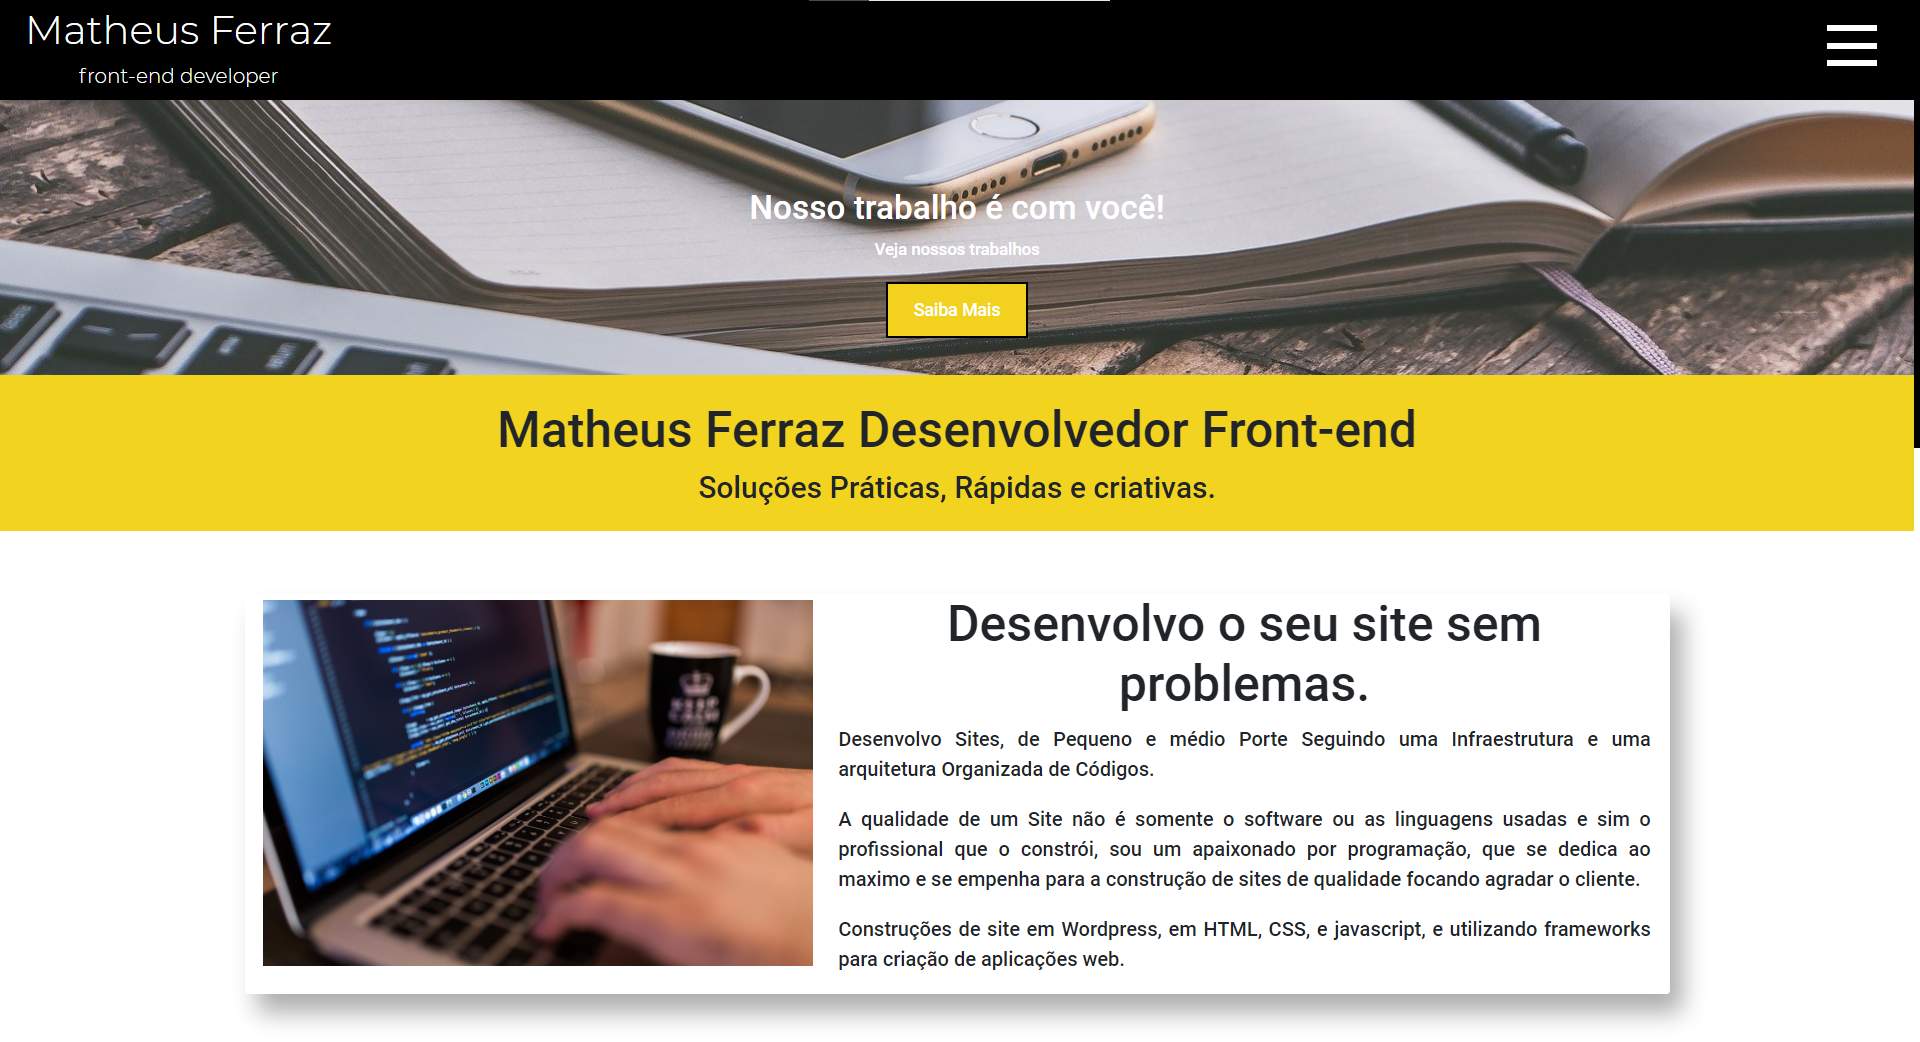 Matheus Ferraz
front-end developer
Nosso trabalho é com você!
Veja nossos trabalhos
Saiba Mais
Matheus Ferraz Desenvolvedor Front-end
Soluções Práticas, Rápidas e criativas.
Desenvolvo o seu site sem
problemas.
Desenvolvo Sites, de Pequeno e médio Porte Seguindo uma Infraestrutura e uma
arquitetura Organizada de Códigos.
A qualidade de um Site não é somente o software ou as linguagens usadas e sim o
profissional que o constrói, sou um apaixonado por programação, que se dedica ao
maximo e se empenha para a construção de sites de qualidade focando agradar o cliente.
Construções de site em Wordpress, em HTML, CSS, e javascript, e utilizando frameworks
para criação de aplicações web.
KEEP
CALM